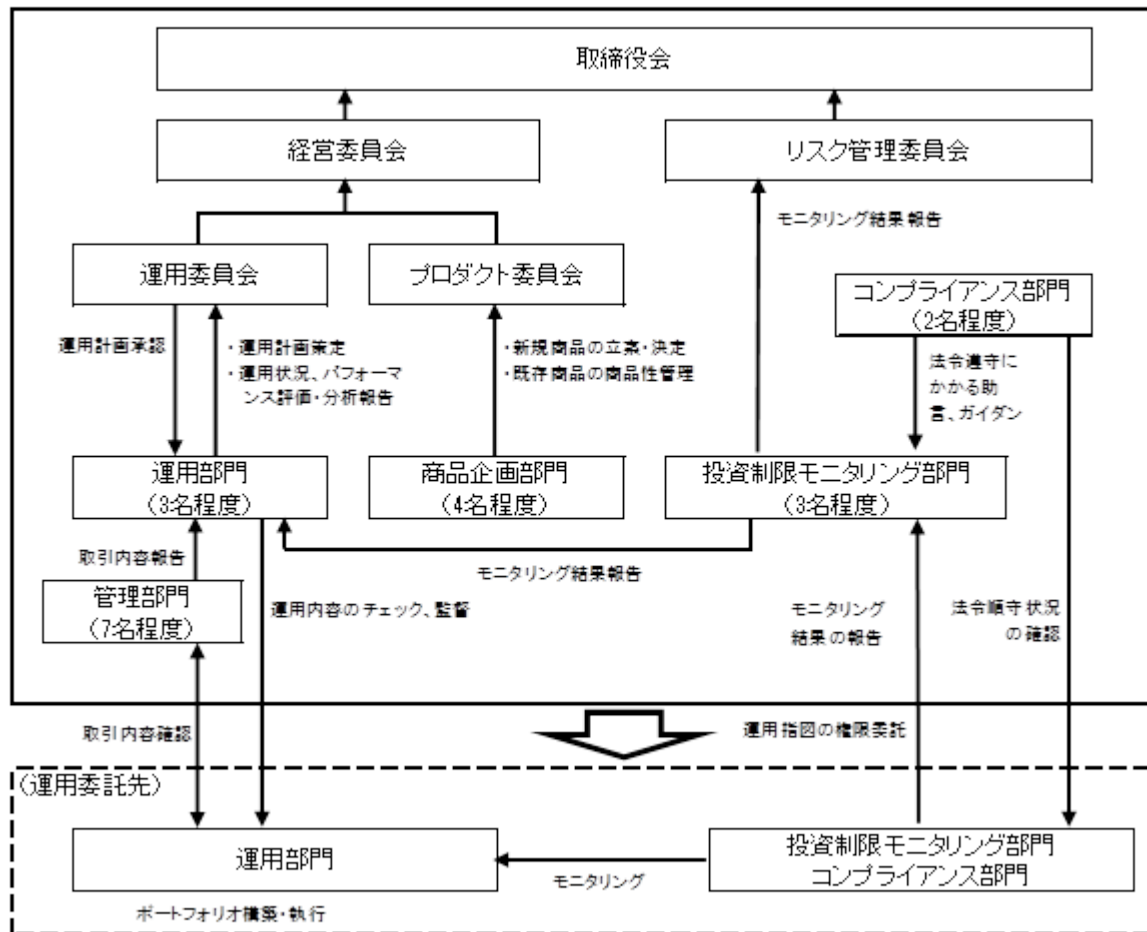 取締役会
経営委員会
リスク管理委員会
モニタリング結果報告
運用委員会
プロダクト委員会
コンプライアンス部門
(2名程度)
運用計画承認
・運用計画策定
・運用状況、パフォーマ
ンス評価・分析報告
・新規商品の立案・決定
・既存商品の商品性管理
法令遵守に
かかる助
言、ガイダン
運用部門
(3名程度)
商品企画部門
(4名程度)
投資制限モニタリング部門
(3名程度)
取引内容報告
モニタリング結果報告
管理部門
(7名程度)
運用内容のチェック、監督
モニタリング
結果の報告
法令順守状況
の確認
取引内容確認
運用指図の権限委託
(運用委託先)
運用部門
投資制限モニタリング部門
コンプライアンス部門
モニタリング
ポートフォリオ構築・執行